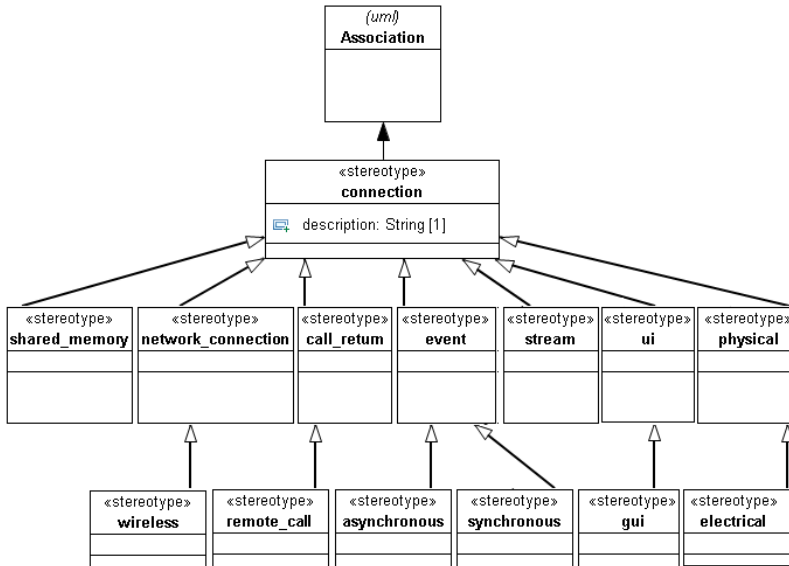 (uml)
Association
«stereotype»
connection
description: String [1]
«stereotype»
shared_memory
«stereotype»
network_connection
«stereotype»
call_return
«stereotype»
event
«stereotype»
stream
«stereotype»
ui
«stereotype»
physical
«stereotype»
wireless
«stereotype»
remote_call
«stereotype»
asynchronous
«stereotype»
synchronous
«stereotype»
gui
«stereotype»
electrical